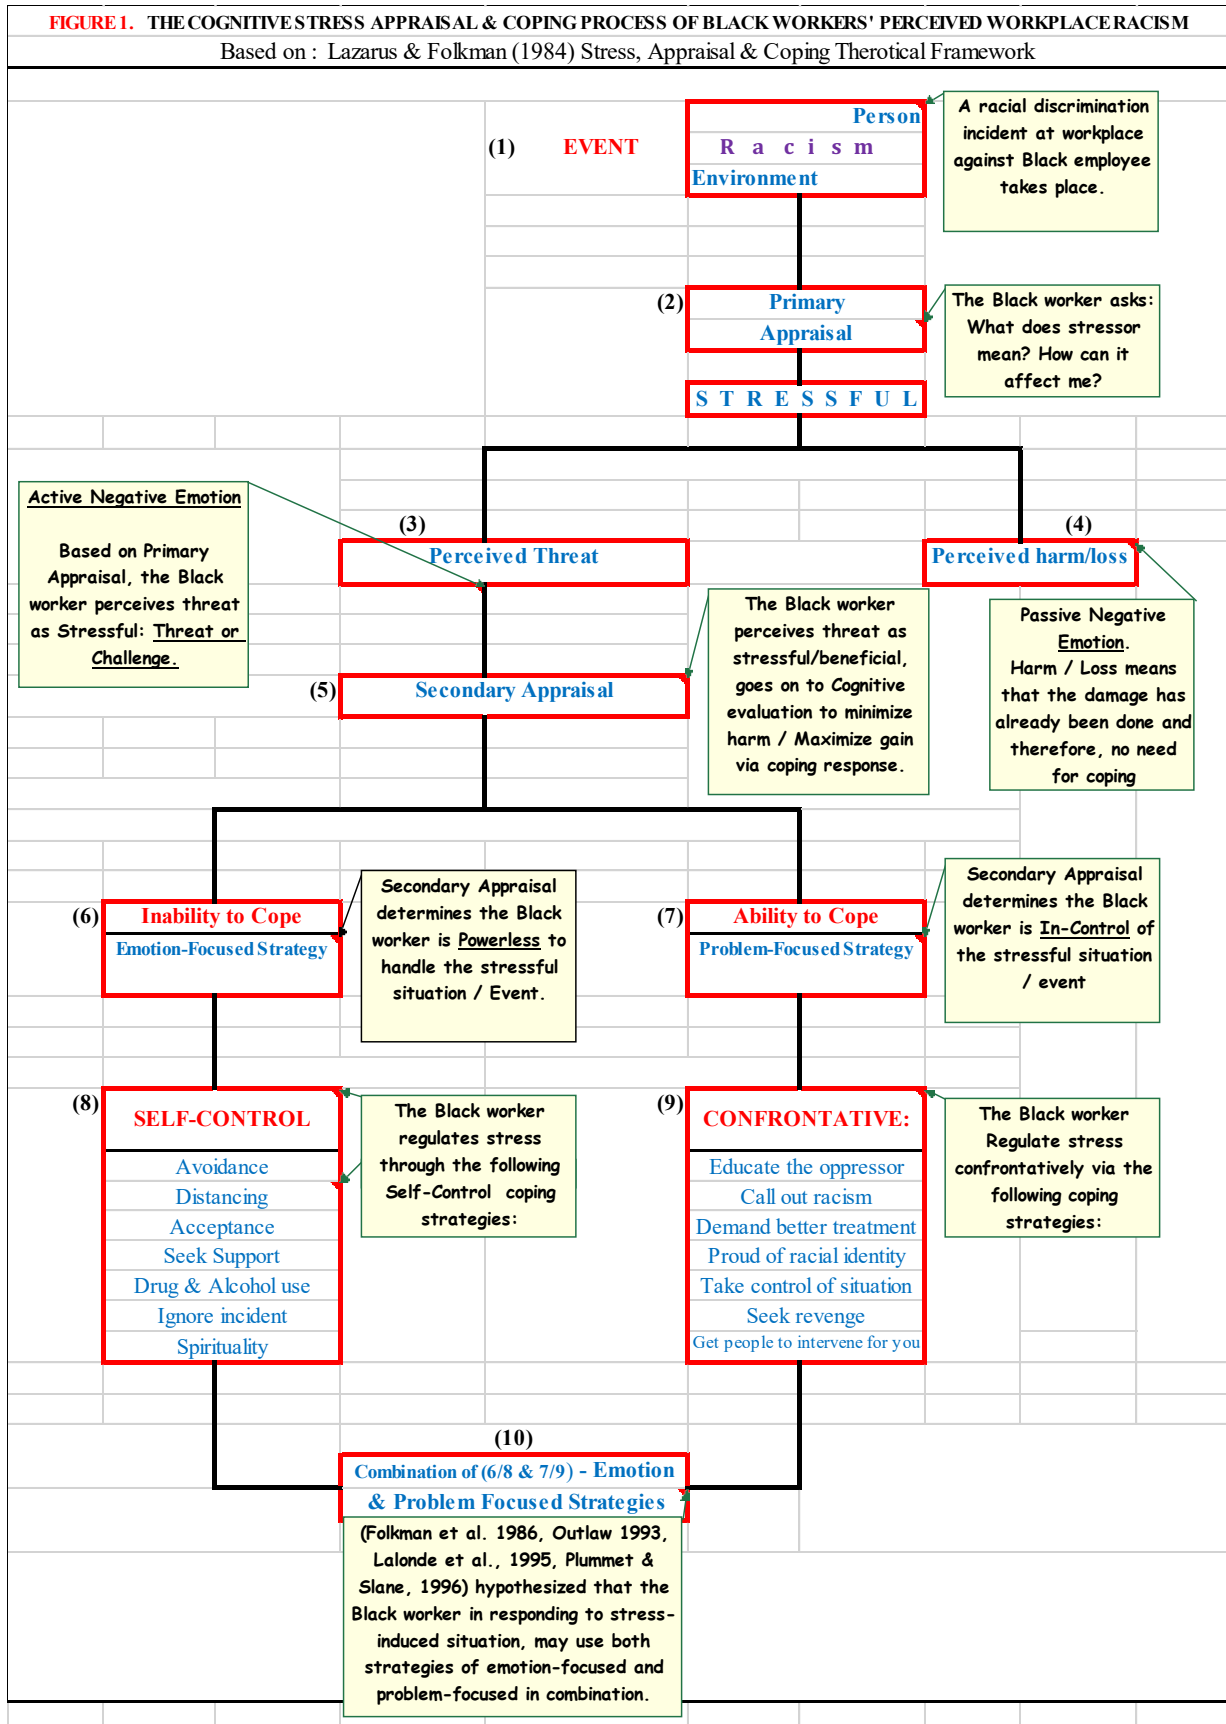 FIGURE 1. THE COGNITIVE STRESS APPRAISAL & COPING PROCESS OF BLACK WORKERS' PERCEIVED WORKPLACE RACISM
Based on : Lazarus & Folkman (1984) Stress, Appraisal & Coping Therotical Framework
(1) EVENT
Person
Racism
Environment
A racial discrimination
incident at workplace
against Black employee
takes place.
(2)
Primary
Appraisal
The Black worker asks:
What does stressor
mean? How can it
affect me?
STRESSFUL
Active Negative Emotion
Based on Primary
Appraisal, the Black
worker perceives threat
as Stressful: Threat or
Challenge.
(3)
Perceived Threat
(4)
Perceived harm/loss
Passive Negative
Emotion.
Harm / Loss means
that the damage has
already been done and
therefore, no need
for coping
The Black worker
perceives threat as
stressful/beneficial,
goes on to Cognitive
evaluation to minimize
harm / Maximize gain
via coping response.
(5) Secondary Appraisal
(6) Inability to Cope
Emotion-Focused Strategy
Secondary Appraisal
determines the Black
worker is Powerless to
handle the stressful
situation / Event.
(7) Ability to Cope
Problem-Focused Strategy
Secondary Appraisal
determines the Black
worker is In-Control of
the stressful situation
/ event
(8)
SELF-CONTROL
Avoidance
Distancing
Acceptance
Seek Support
Drug & Alcohol use
Ignore incident
Spirituality
The Black worker
regulates stress
through the following
Self-Control coping
strategies:
(9)
CONFRONTATIVE:
Educate the oppressor
Call out racism
Demand better treatment
Proud of racial identity
Take control of situation
Seek revenge
Get people to intervene for you
The Black worker
Regulate stress
confrontatively via the
following coping
strategies:
(10)
Combination of (6/8 & 7/9) - Emotion
& Problem Focused Strategies
(Folkman et al. 1986, Outlaw 1993,
Lalonde et al., 1995, Plummet &
Slane, 1996) hypothesized that the
Black worker in responding to stress-
induced situation, may use both
strategies of emotion-focused and
problem-focused in combination.